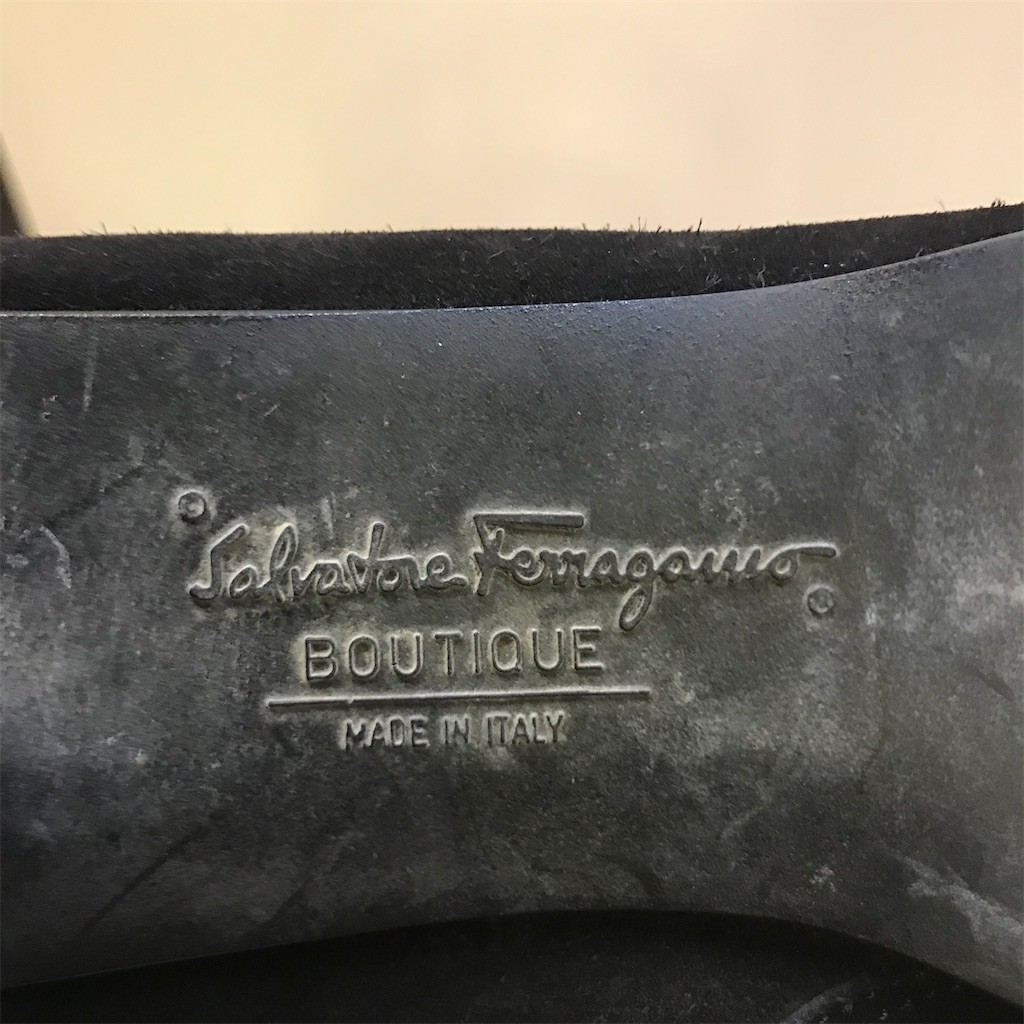 © Salvatore Ferragamo ®
BOUTIQUE
MADE IN ITALY